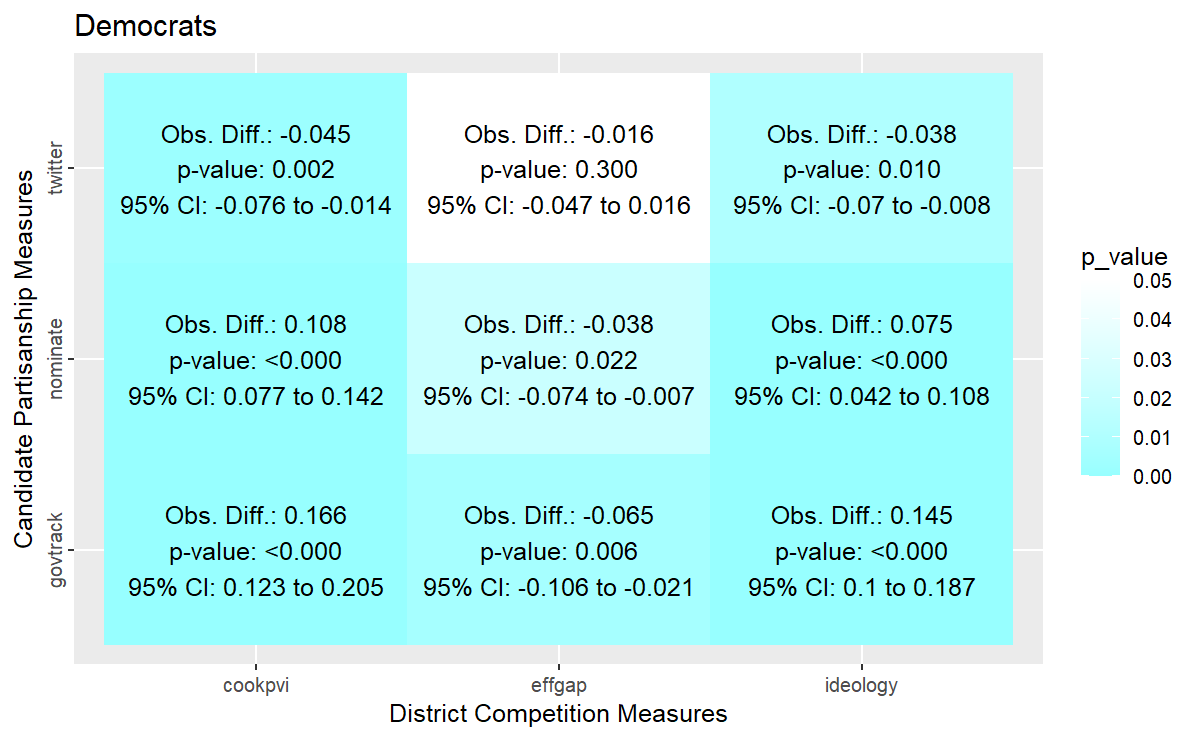 Democrats
Candidate Partisanship Measures
twitter
Obs. Diff.: -0.045
p-value: 0.002
95% CI: -0.076 to -0.014
Obs. Diff.: -0.016
p-value: 0.300
95% CI: -0.047 to 0.016
Obs. Diff.: -0.038
p-value: 0.010
95% CI: -0.07 to -0.008
nominate
Obs. Diff.: 0.108
p-value: <0.000
95% CI: 0.077 to 0.142
Obs. Diff.: -0.038
p-value: 0.022
95% CI: -0.074 to -0.007
Obs. Diff.: 0.075
p-value: <0.000
95% CI: 0.042 to 0.108
govtrack
Obs. Diff.: 0.166
p-value: <0.000
95% CI: 0.123 to 0.205
Obs. Diff.: -0.065
p-value: 0.006
95% CI: -0.106 to -0.021
Obs. Diff.: 0.145
p-value: <0.000
95% CI: 0.1 to 0.187
cookpvi
effgap
ideology
District Competition Measures
p_value
0.05
0.04
0.03
0.02
0.01
0.00